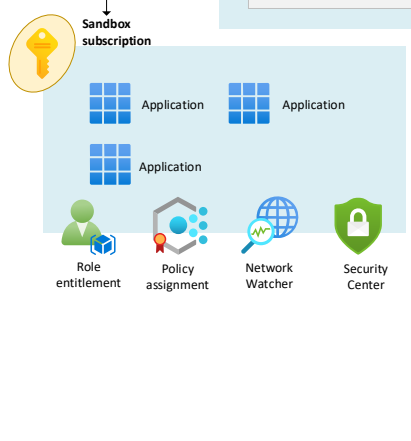 Sandbox
subscription
Application
Application
Application
Role
entitlement
Policy
assignment
Network
Watcher
Security
Center